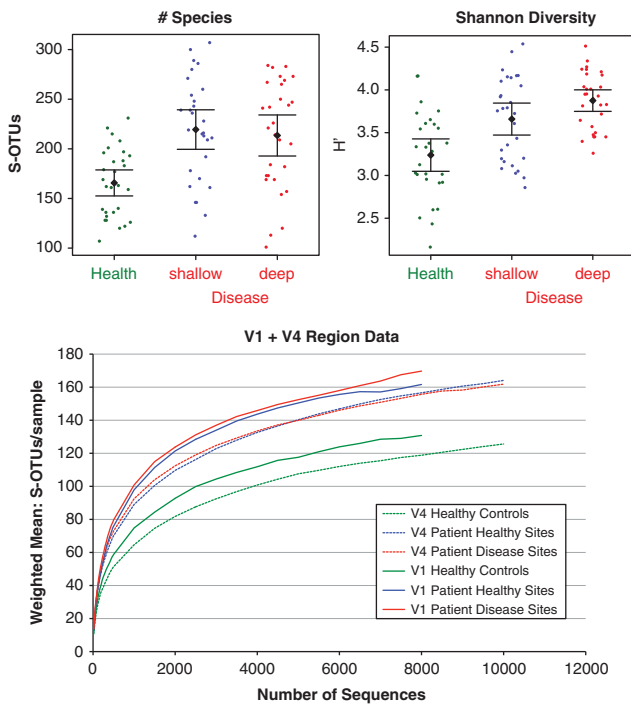 # Species
S-OTUs
300
250
200
150
100
Health
shallow
deep
Disease
Shannon Diversity
H'
4.5
4.0
3.5
3.0
2.5
Health
shallow
deep
Disease
V1 + V4 Region Data
Weighted Mean: S-OTUs/sample
180
160
140
120
100
80
60
40
20
0
0
2000
4000
6000
8000
10000
12000
Number of Sequences
V4 Healthy Controls
V4 Patient Healthy Sites
V4 Patient Disease Sites
V1 Healthy Controls
V1 Patient Healthy Sites
V1 Patient Disease Sites